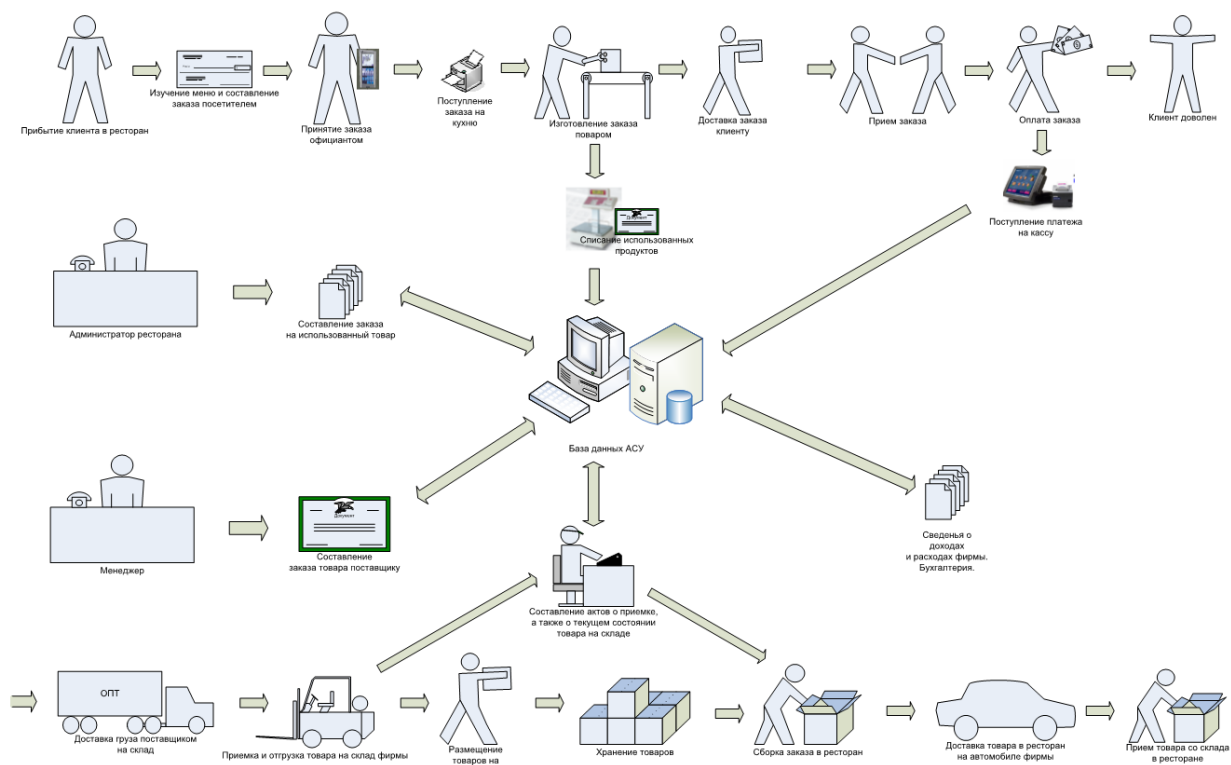 Прибытие клиента в ресторан
Изучение меню и составление
заказа посетителем
Принятие заказа
официантом
Поступление
заказа на
кухню
Изготовление заказа
поваром
Доставка заказа
клиенту
Прием заказа
Оплата заказа
Клиент доволен
Документ
Списание использованных
продуктов
Поступление платежа
на кассу
Администратор ресторана
Составление заказа
на использованный товар
База данных АСУ
Менеджер
Документ
Составление
заказа товара поставщику
Сведенья о
доходах
и расходах фирмы.
Бухгалтерия.
Составление актов о приемке,
а также о текущем состоянии
товара на складе
ОПТ
Доставка груза поставщиком
на склад
Приемка и отгрузка товара на склад фирмы
Размещение
товаров на
Хранение товаров
Сборка заказа в ресторан
Доставка товара в ресторан
на автомобиле фирмы
Прием товара со склада
в ресторане